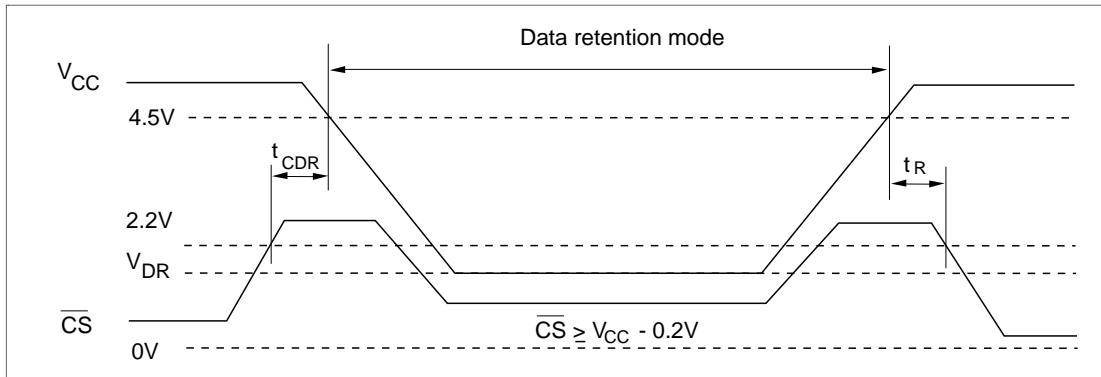 Data retention mode
VCC
4.5V
tCDR
tR
2.2V
VDR
CS
CS ≥ VCC - 0.2V
0V